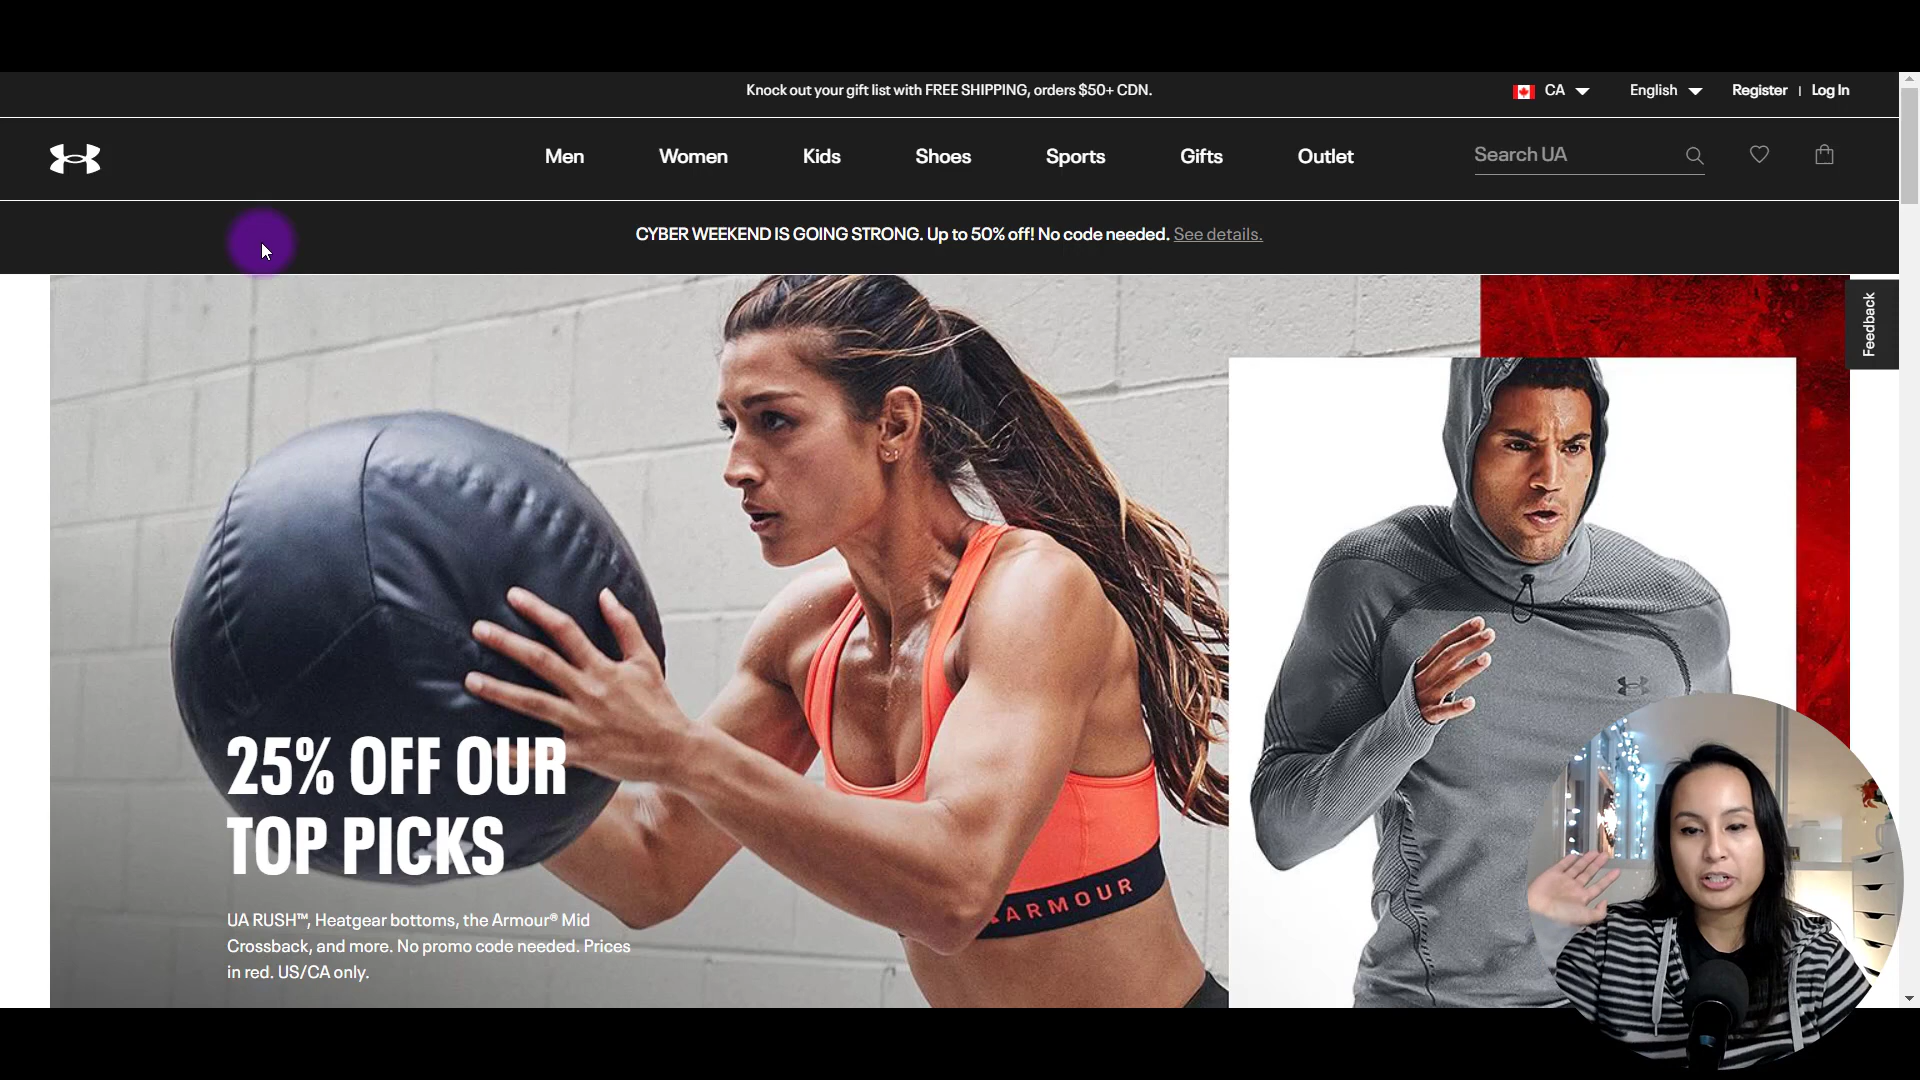 Knock out your gift list with FREE SHIPPING, orders $50+ CDN.
CA
English
Register | Log In
Men
Women
Kids
Shoes
Sports
Gifts
Outlet
Search UA
CYBER WEEKEND IS GOING STRONG. Up to 50% off! No code needed. See details.
Feedback
25% OFF OUR
TOP PICKS
ARMOUR
UA RUSH™, Heatgear bottoms, the Armour® Mid
Crossback, and more. No promo code needed. Prices
in red. US/CA only.